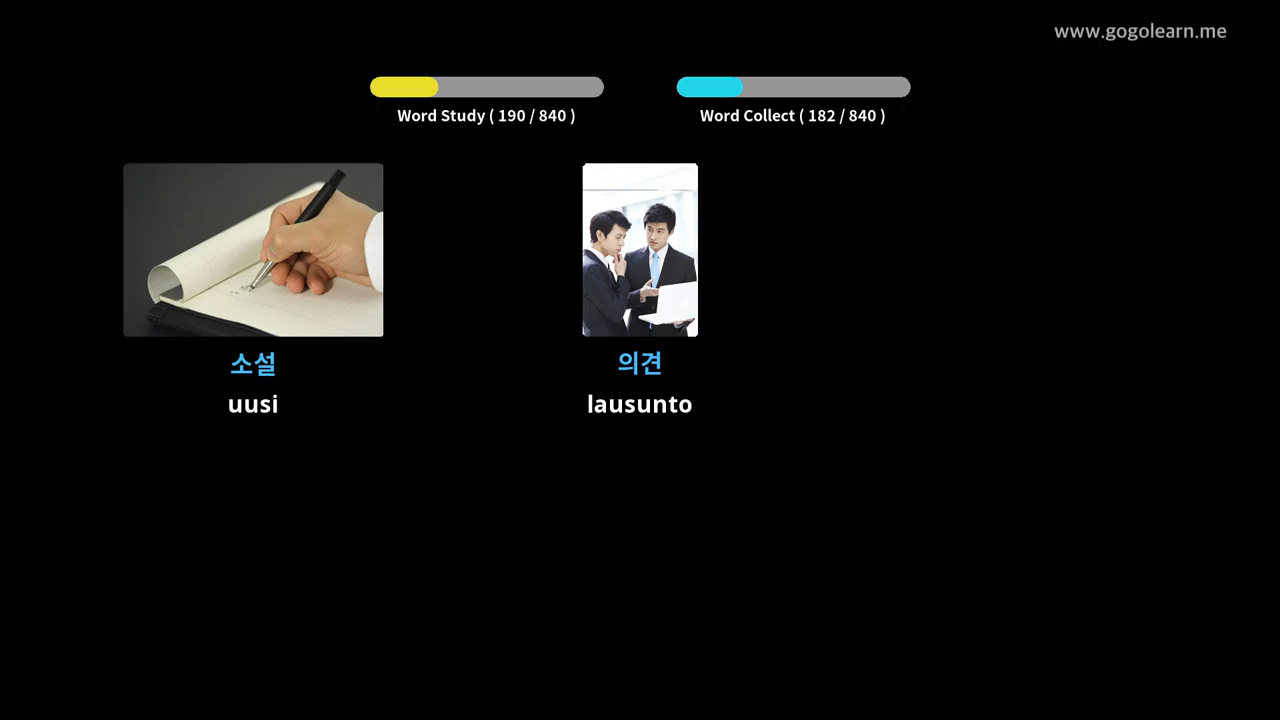 www.gogolearn.me
Word Study ( 190 / 840 )
Word Collect ( 182 / 840 )
소설
uusi
의견
lausunto